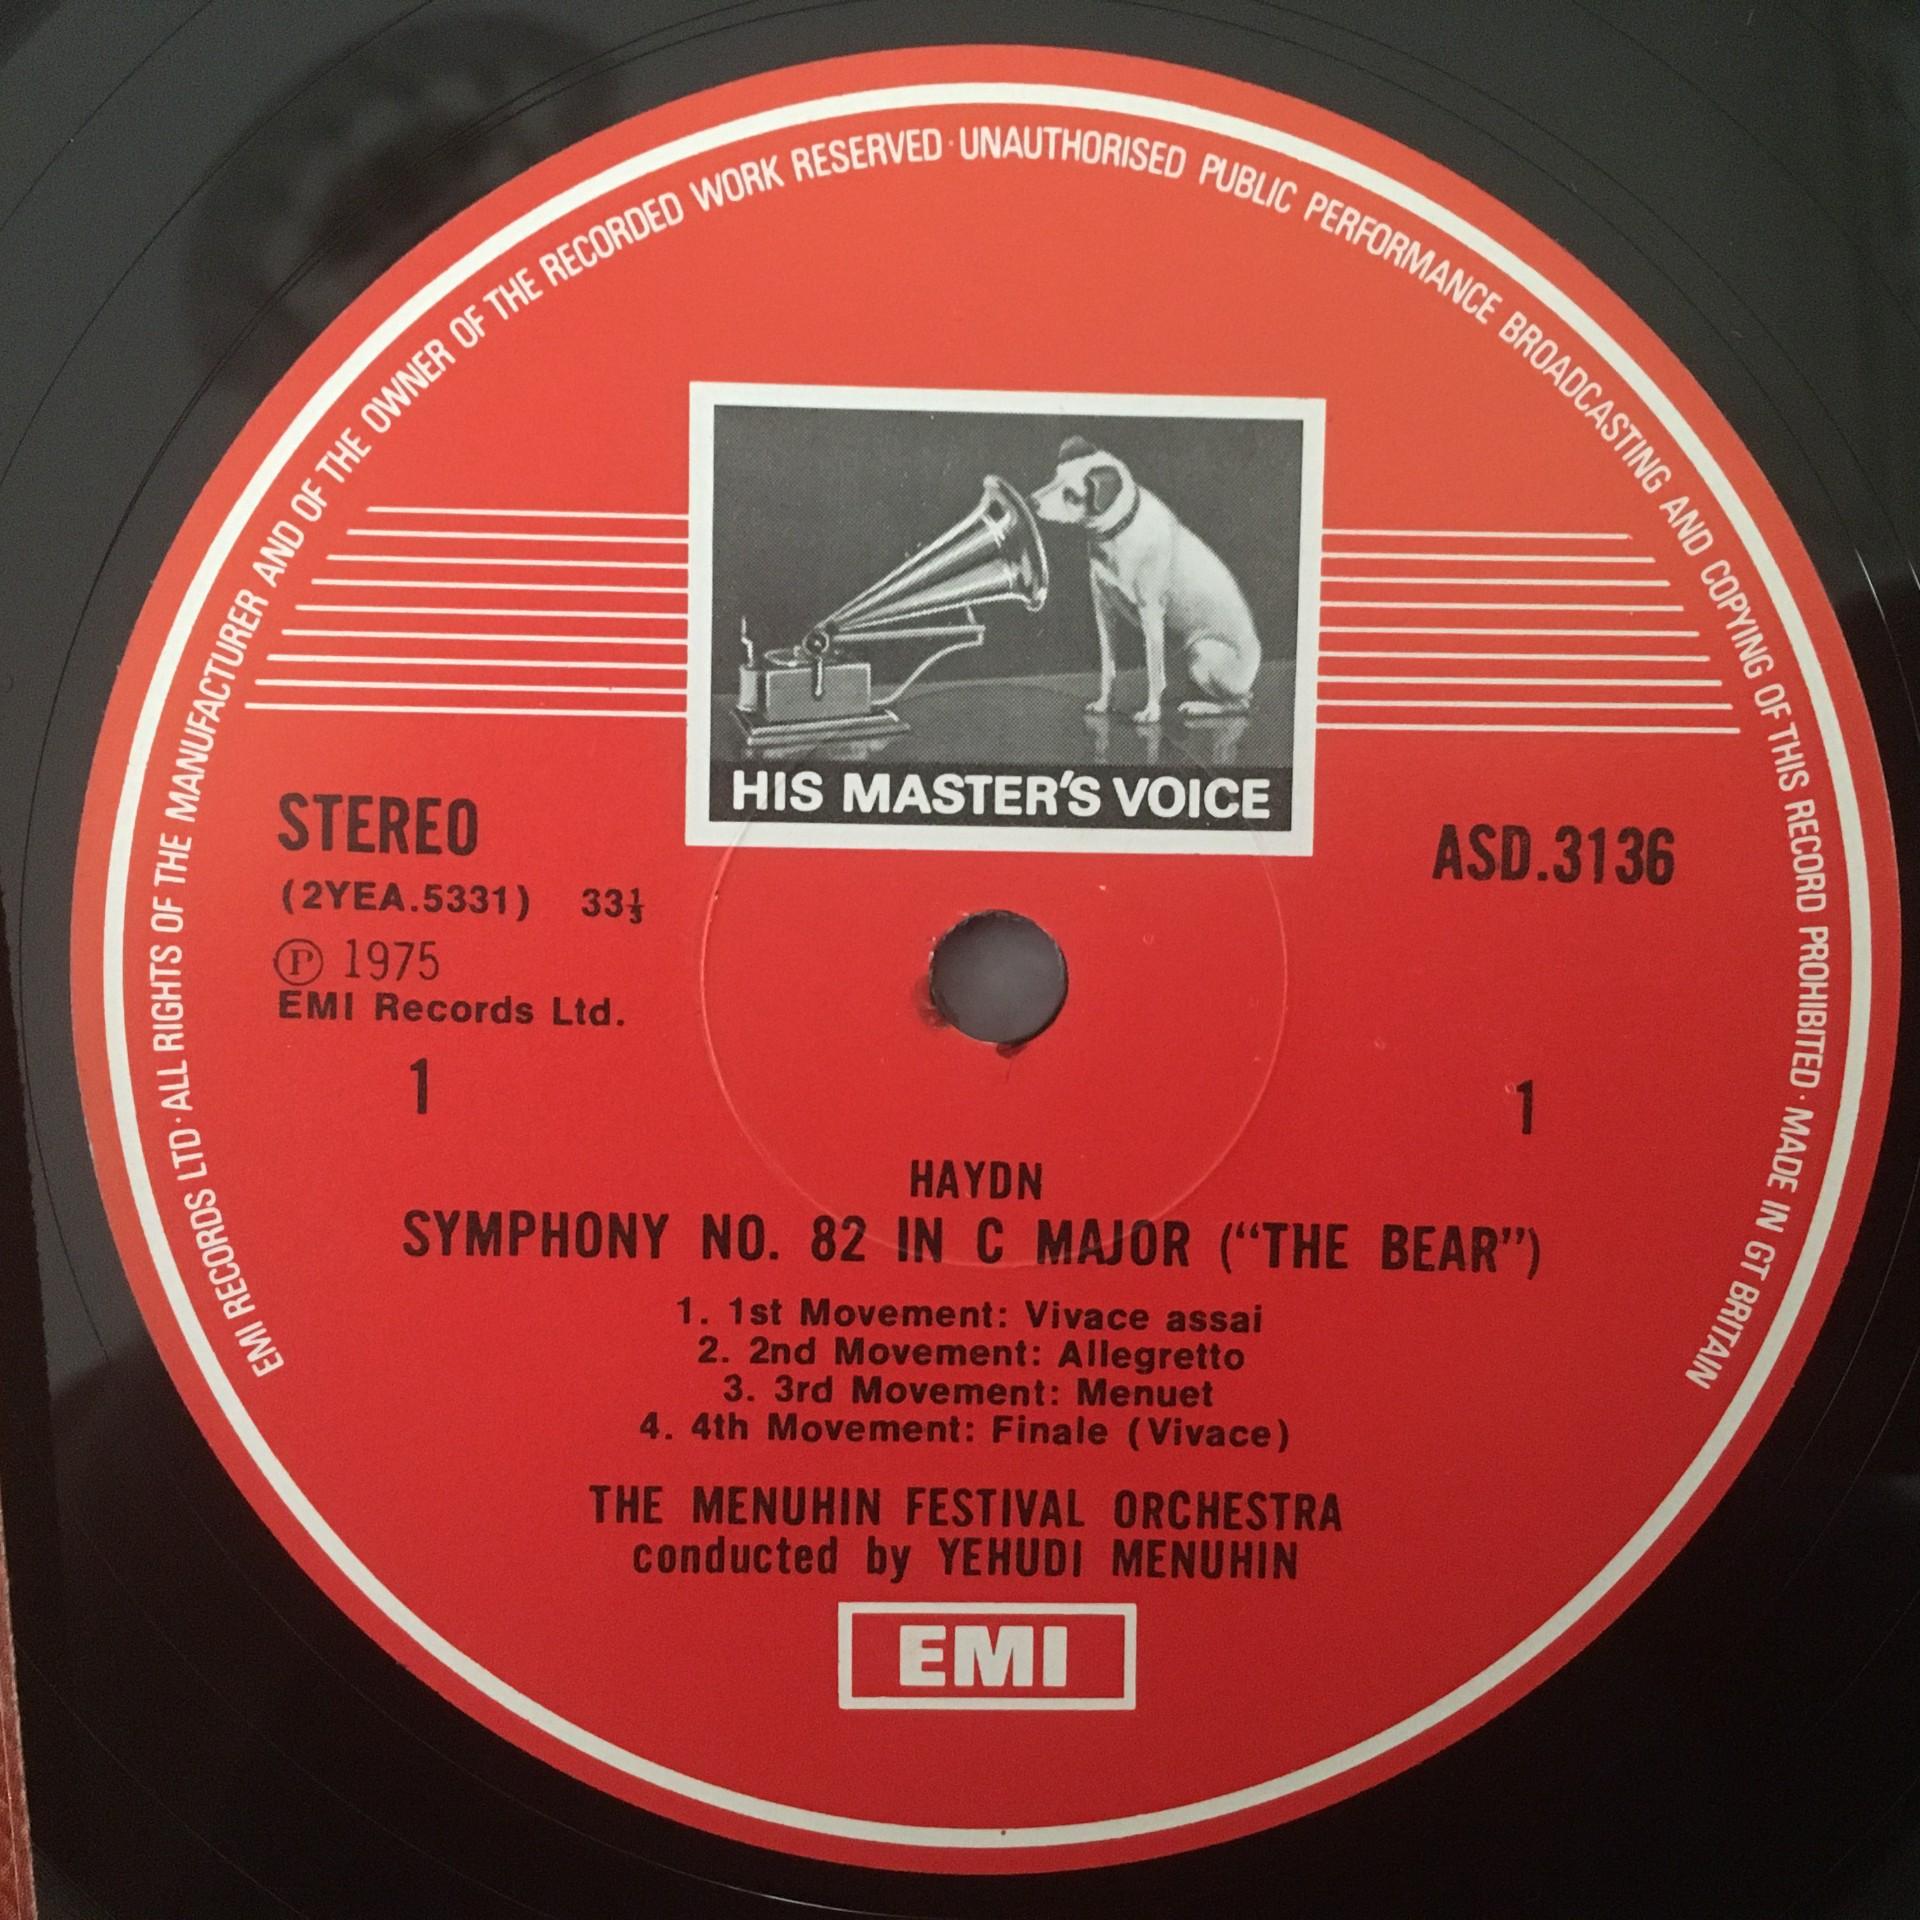 EMI RECORDS LTD · ALL RIGHTS OF THE MANUFACTURER AND OF THE OWNER OF THE RECORDED WORK RESERVED · UNAUTHORISED PUBLIC PERFORMANCE BROADCASTING AND COPYING OF THIS RECORD PROHIBITED · MADE IN GT BRITAIN
HIS MASTER'S VOICE
STEREO
ASD.3136
(2YEA.5331) 33⅓
Ⓟ 1975
EMI Records Ltd.
1
1
HAYDN
SYMPHONY NO. 82 IN C MAJOR (“THE BEAR”)
1. 1st Movement: Vivace assai
2. 2nd Movement: Allegretto
3. 3rd Movement: Menuet
4. 4th Movement: Finale (Vivace)
THE MENUHIN FESTIVAL ORCHESTRA
conducted by YEHUDI MENUHIN
EMI